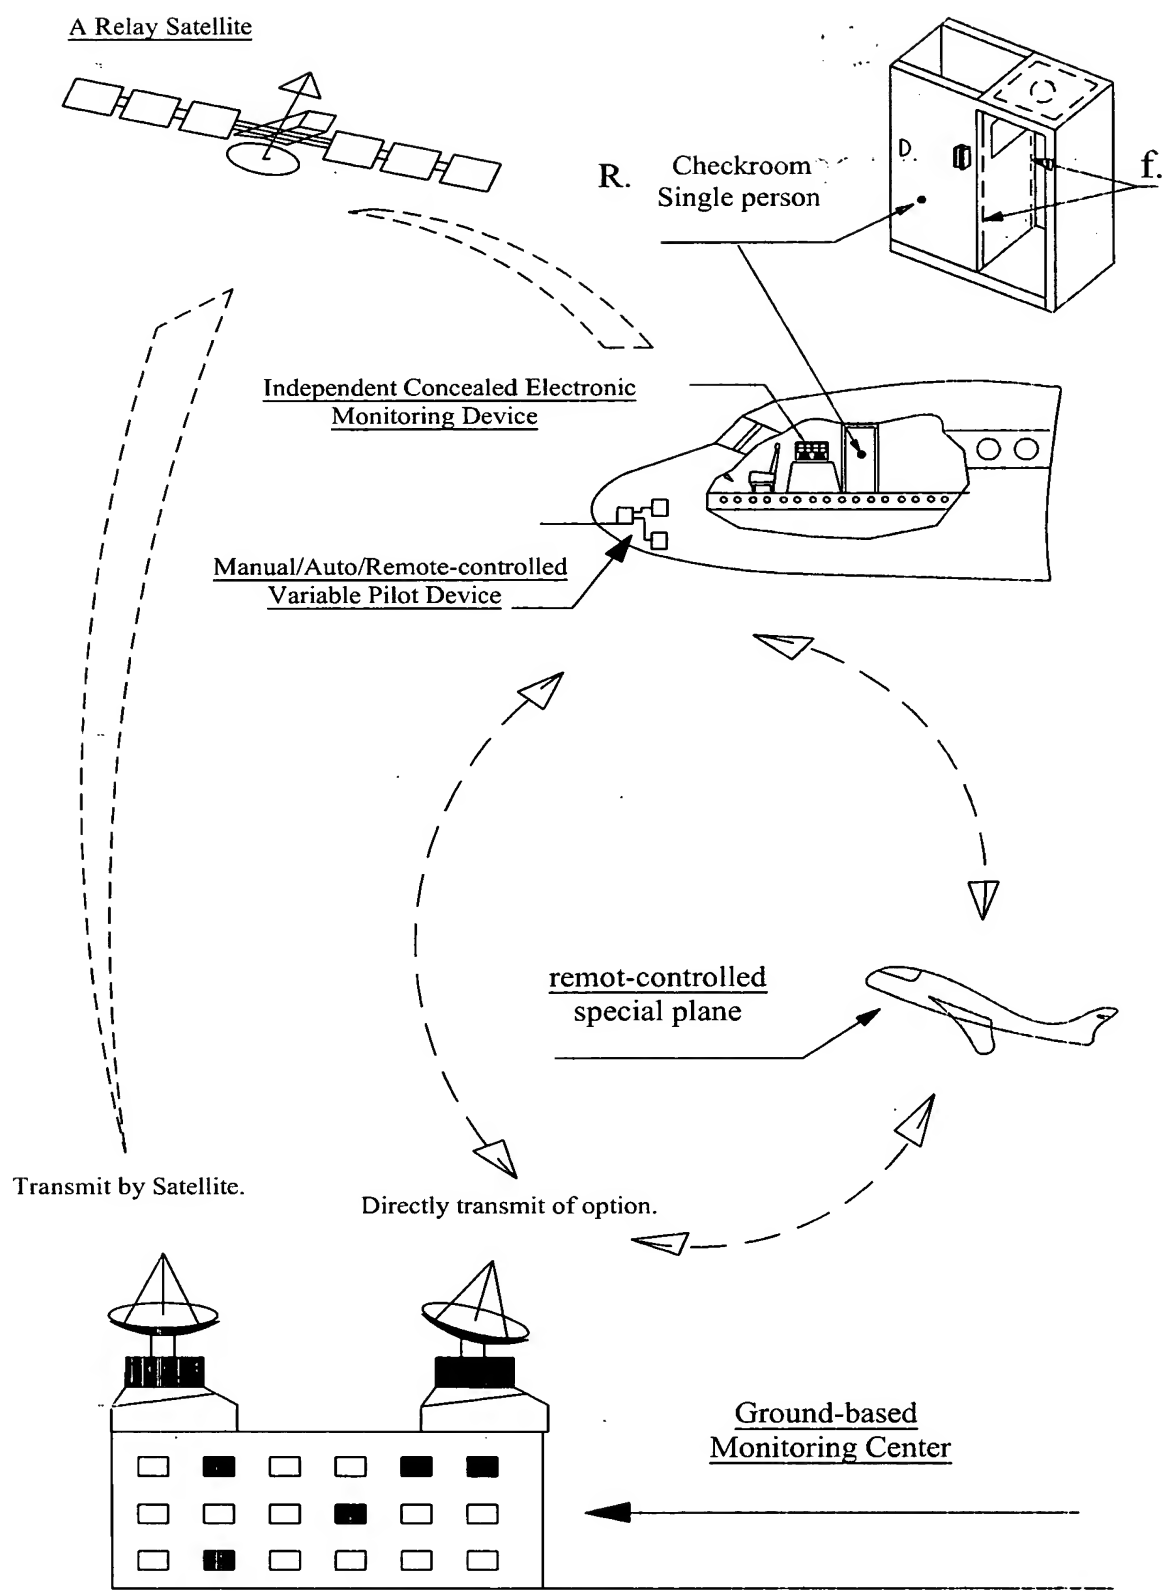 A Relay Satellite
R.
Checkroom
Single person
D.
f.
Independent Concealed Electronic
Monitoring Device
Manual/Auto/Remote-controlled
Variable Pilot Device
remot-controlled
special plane
Transmit by Satellite.
Directly transmit of option.
Ground-based
Monitoring Center